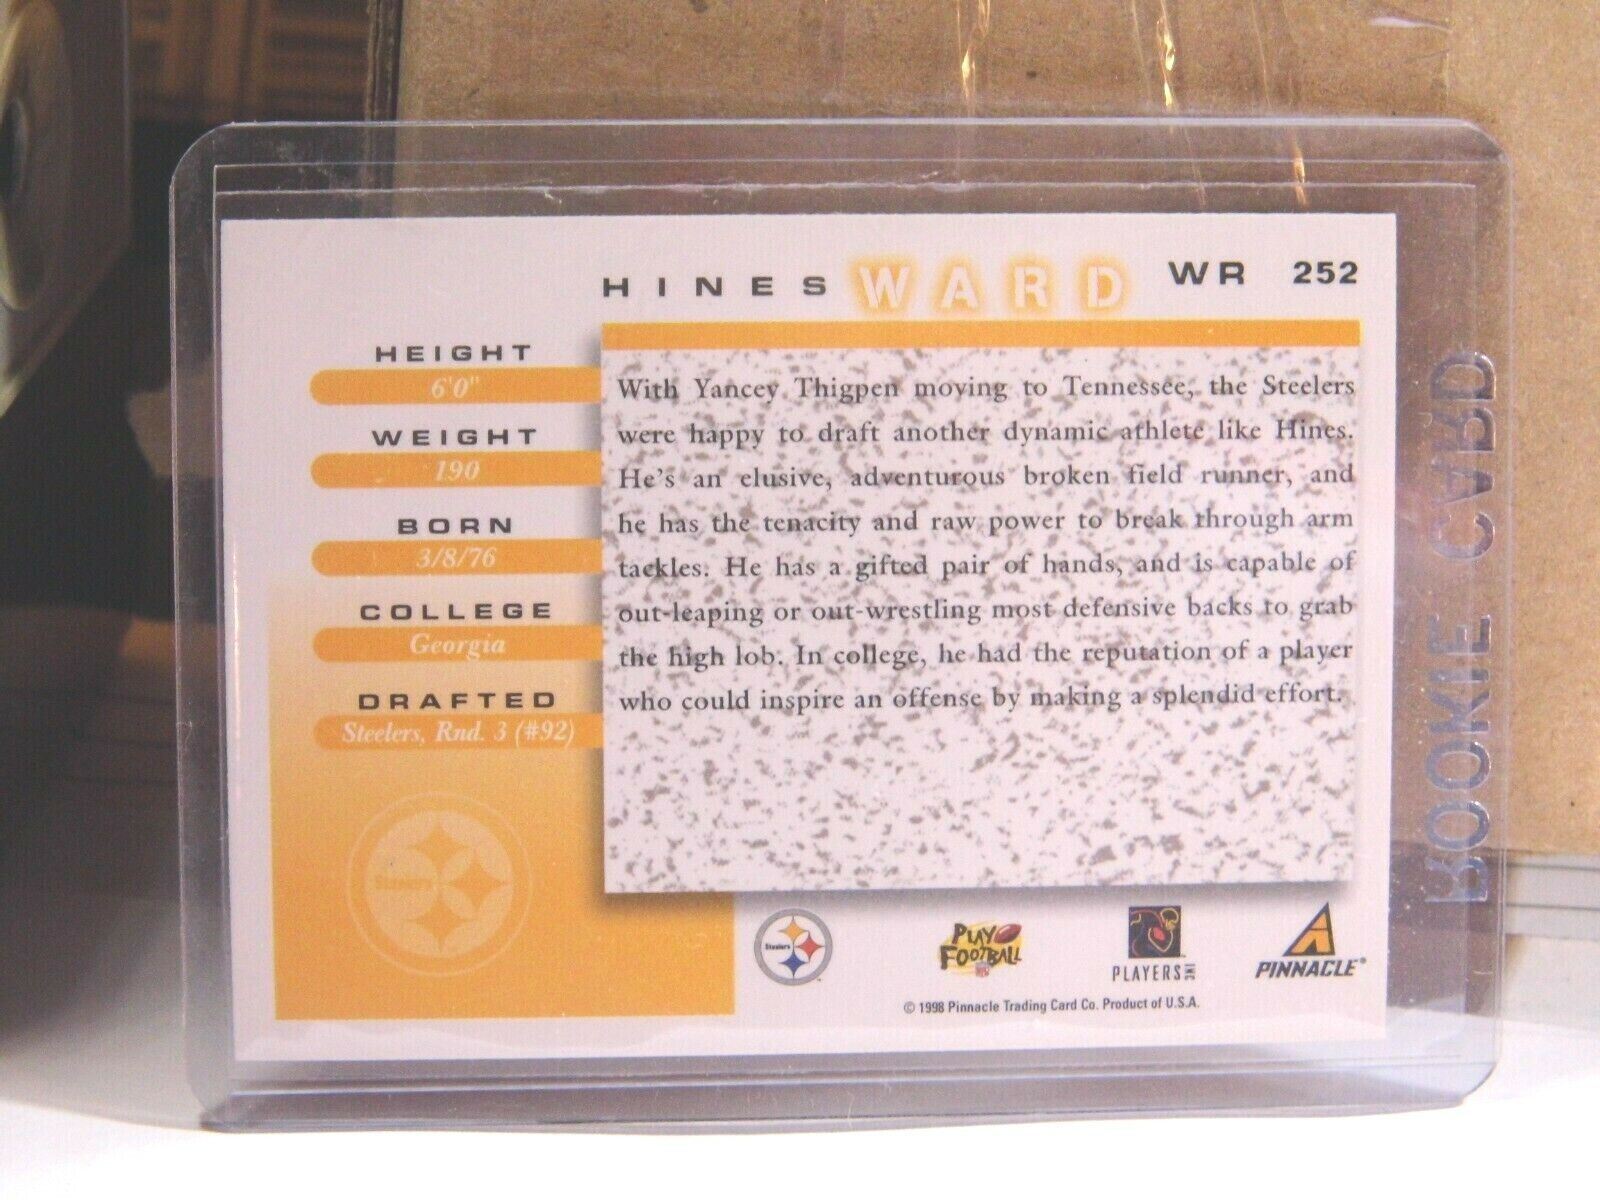 HINES WARD WR 252
HEIGHT
6'0"
WEIGHT
190
BORN
3/8/76
COLLEGE
Georgia
DRAFTED
Steelers, Rnd. 3 (#92)
With Yancey Thigpen moving to Tennessee, the Steelers
were happy to draft another dynamic athlete like Hines.
He's an elusive, adventurous broken field runner, and
he has the tenacity and raw power to break through arm
tackles. He has a gifted pair of hands, and is capable of
out-leaping or out-wrestling most defensive backs to grab
the high lob. In college, he had the reputation of a player
who could inspire an offense by making a splendid effort.
Steelers
Steelers
PLAY
FOOTBALL
NFL
PLAYERS INC
PINNACLE®
© 1998 Pinnacle Trading Card Co. Product of U.S.A.
ROOKIE CARD